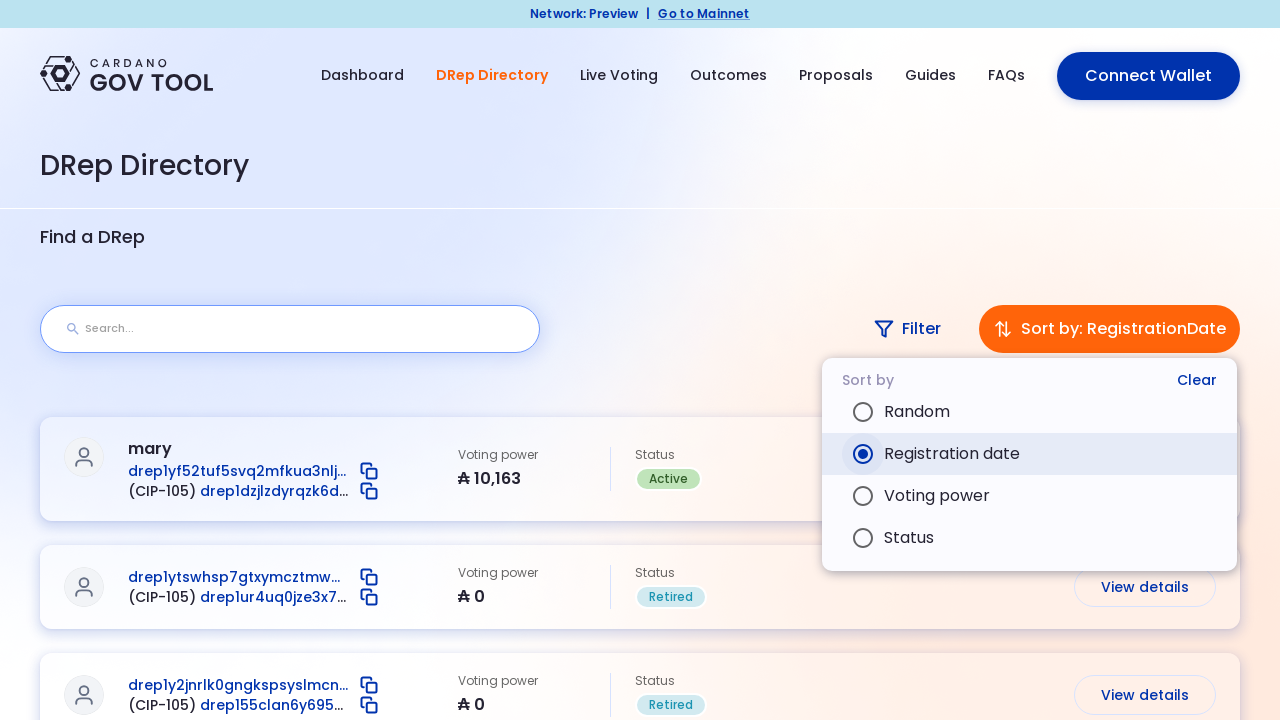 Network: Preview | Go to Mainnet
CARDANO
GOV TOOL
Dashboard DRep Directory Live Voting Outcomes Proposals Guides FAQs Connect Wallet
DRep Directory
Find a DRep
Search...
Filter Sort by: RegistrationDate
Sort by Clear
Random
Registration date
Voting power
Status
mary
drep1yf52tuf5svq2mfkua3nlj...
(CIP-105) drep1dzjlzdyrqzk6d...
Voting power
₳ 10,163
Status
Active
drep1ytswhsp7gtxymcztmw...
(CIP-105) drep1ur4uq0jze3x7...
Voting power
₳ 0
Status
Retired
View details
drep1y2jnrlk0gngkspsyslmcn...
(CIP-105) drep155clan6y695...
Voting power
₳ 0
Status
Retired
View details